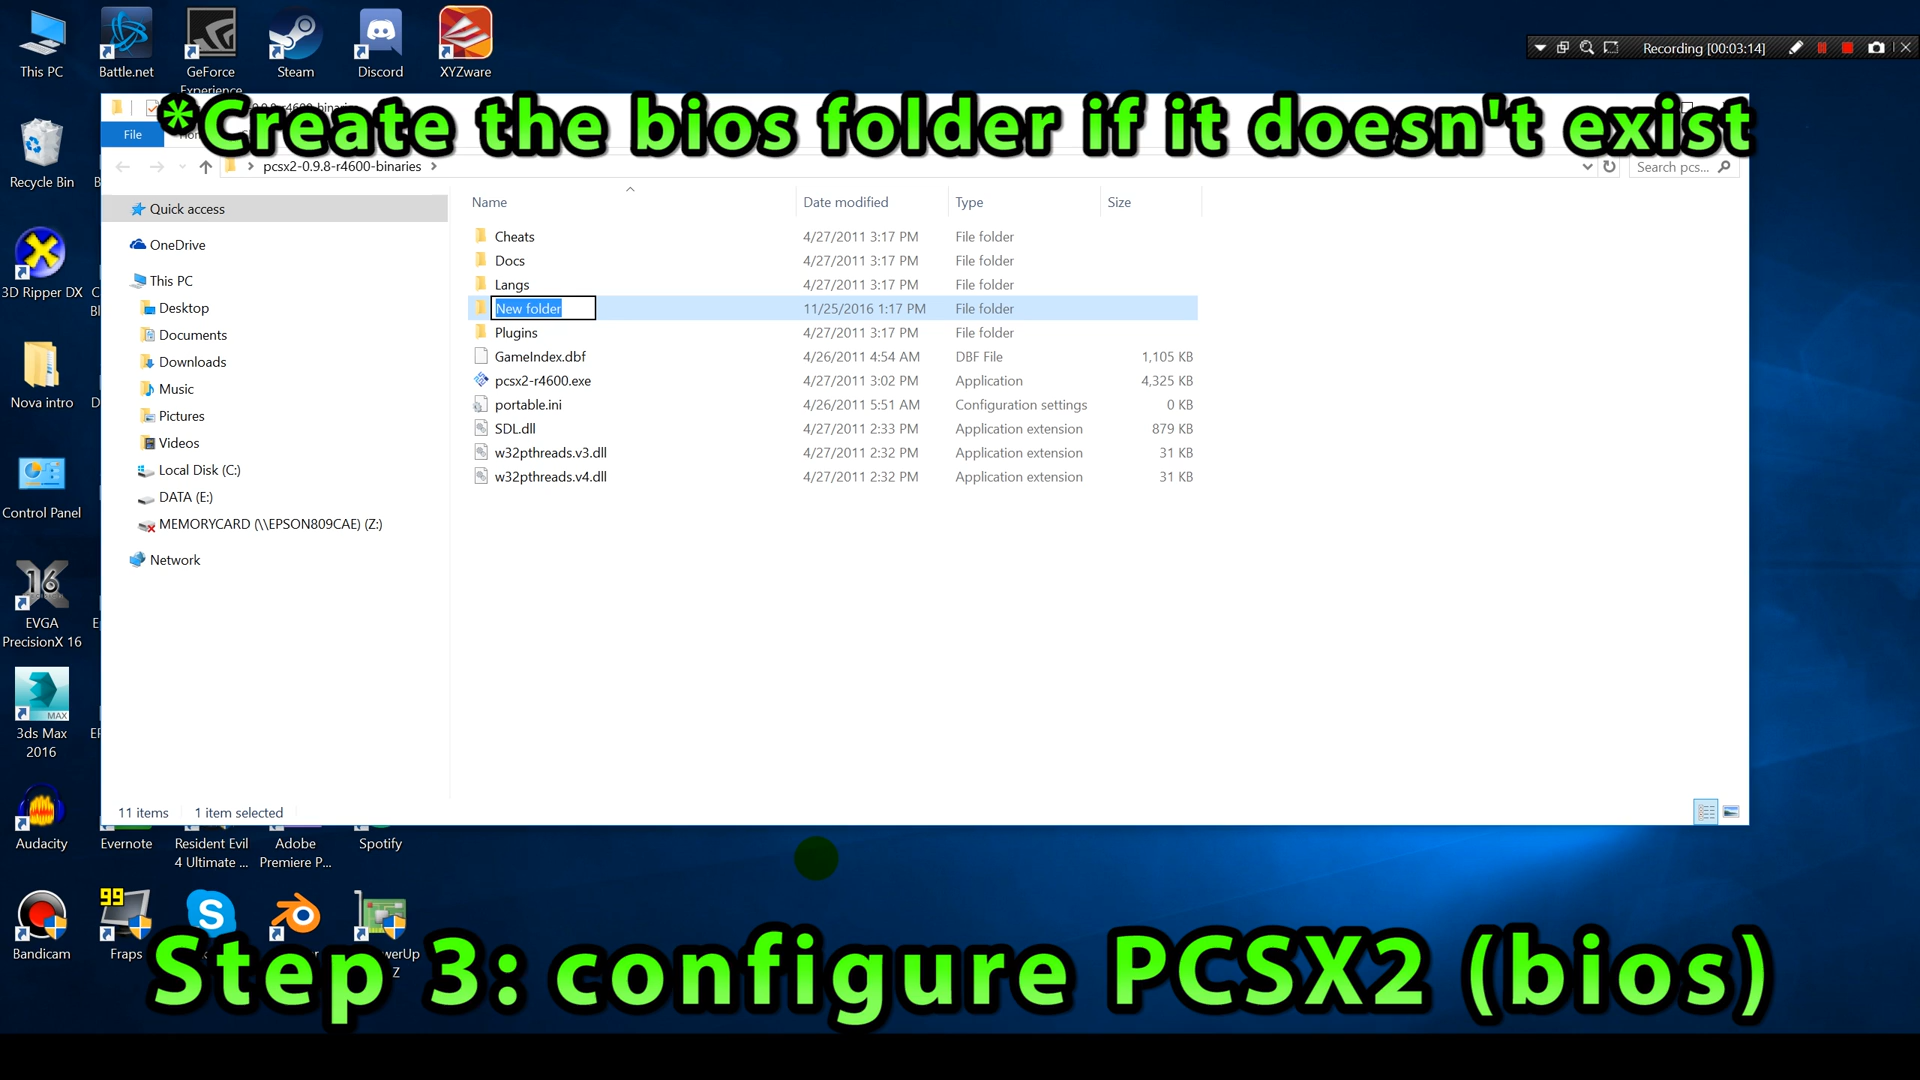 This PC
Battle.net
GeForce Experience
Steam
Discord
XYZware
Recording [00:03:14]
*Create the bios folder if it doesn't exist
File
pcsx2-0.9.8-r4600-binaries
Search pcs...
Recycle Bin
3D Ripper DX
Nova intro
Control Panel
EVGA PrecisionX 16
3ds Max 2016
Audacity
Quick access
OneDrive
This PC
Desktop
Documents
Downloads
Music
Pictures
Videos
Local Disk (C:)
DATA (E:)
MEMORYCARD (\\EPSON809CAE) (Z:)
Network
Name Date modified Type Size
Cheats 4/27/2011 3:17 PM File folder
Docs 4/27/2011 3:17 PM File folder
Langs 4/27/2011 3:17 PM File folder
New folder 11/25/2016 1:17 PM File folder
Plugins 4/27/2011 3:17 PM File folder
GameIndex.dbf 4/26/2011 4:54 AM DBF File 1,105 KB
pcsx2-r4600.exe 4/27/2011 3:02 PM Application 4,325 KB
portable.ini 4/26/2011 5:51 AM Configuration settings 0 KB
SDL.dll 4/27/2011 2:33 PM Application extension 879 KB
w32pthreads.v3.dll 4/27/2011 2:32 PM Application extension 31 KB
w32pthreads.v4.dll 4/27/2011 2:32 PM Application extension 31 KB
11 items 1 item selected
Evernote
Resident Evil 4 Ultimate ...
Adobe Premiere P...
Spotify
Bandicam
99
Fraps
Step 3: configure PCSX2 (bios)